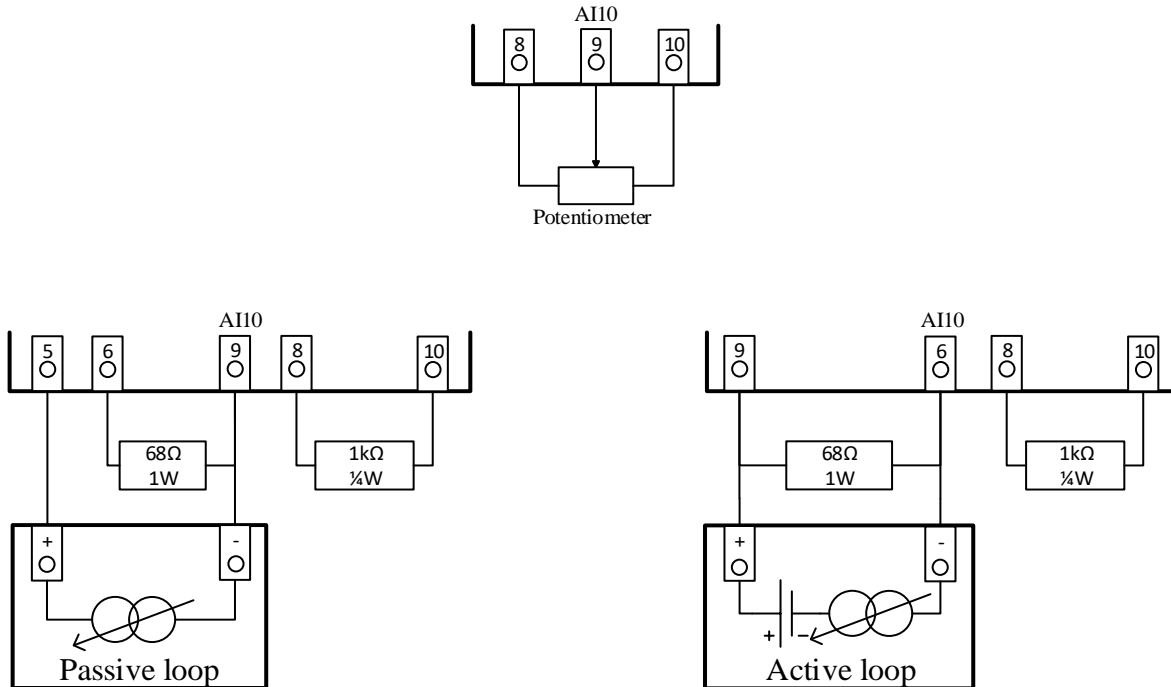 AI10
8 9 10
Potentiometer
AI10
5 6 9 8 10
68Ω
1W
1kΩ
¼W
+ -
Passive loop
AI10
9 6 8 10
68Ω
1W
1kΩ
¼W
+ -
+ -
Active loop